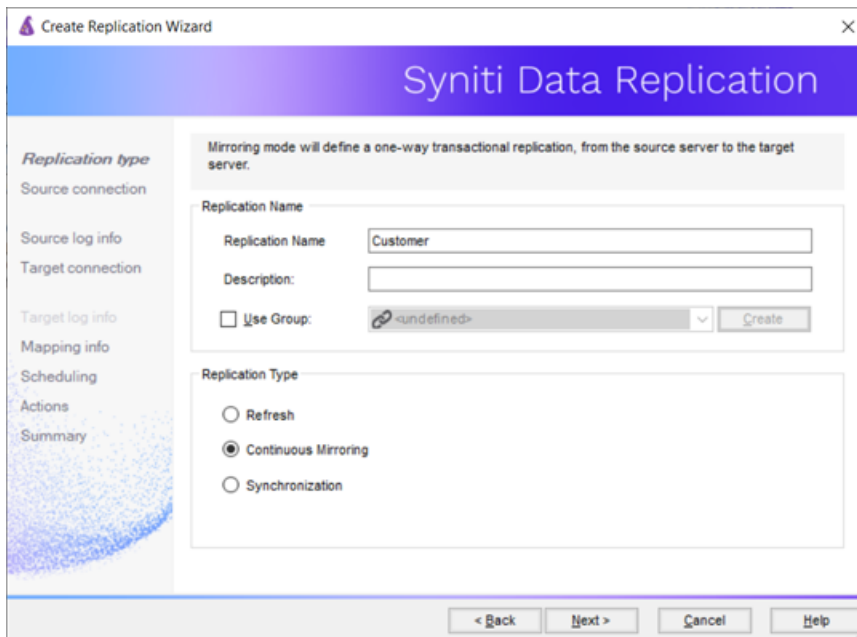 Create Replication Wizard
Syniti Data Replication
Replication type
Source connection
Source log info
Target connection
Target log info
Mapping info
Scheduling
Actions
Summary
Mirroring mode will define a one-way transactional replication, from the source server to the target
server.
Replication Name
Replication Name Customer
Description:
Use Group: <undefined> Create
Replication Type
Refresh
Continuous Mirroring
Synchronization
< Back Next > Cancel Help